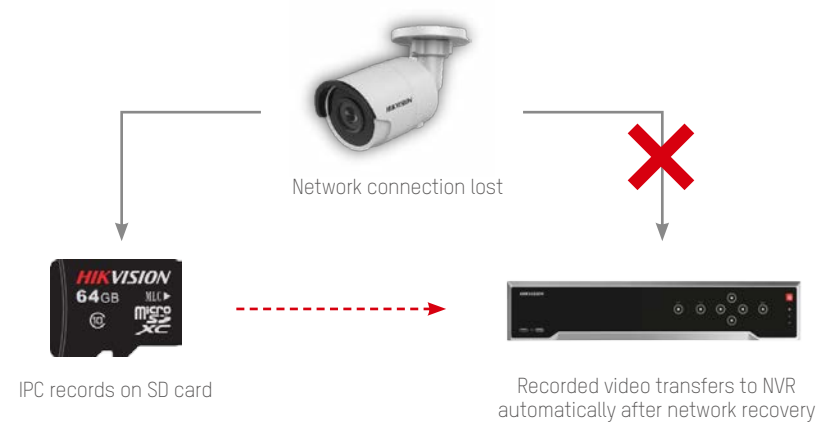 HIKVISION
Network connection lost
HIKVISION
64GB MLC
10
micro
SD
XC
HIKVISION
IPC records on SD card
Recorded video transfers to NVR
automatically after network recovery